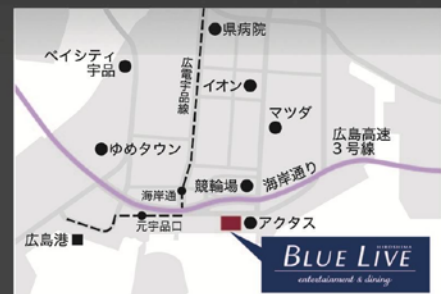 県病院
ベイシティ
宇品
広電宇品線
イオン
マツダ
広島高速
3号線
ゆめタウン
海岸通
競輪場
海岸通り
元宇品口
広島港
アクタス
BLUE LIVE
entertainment & dining